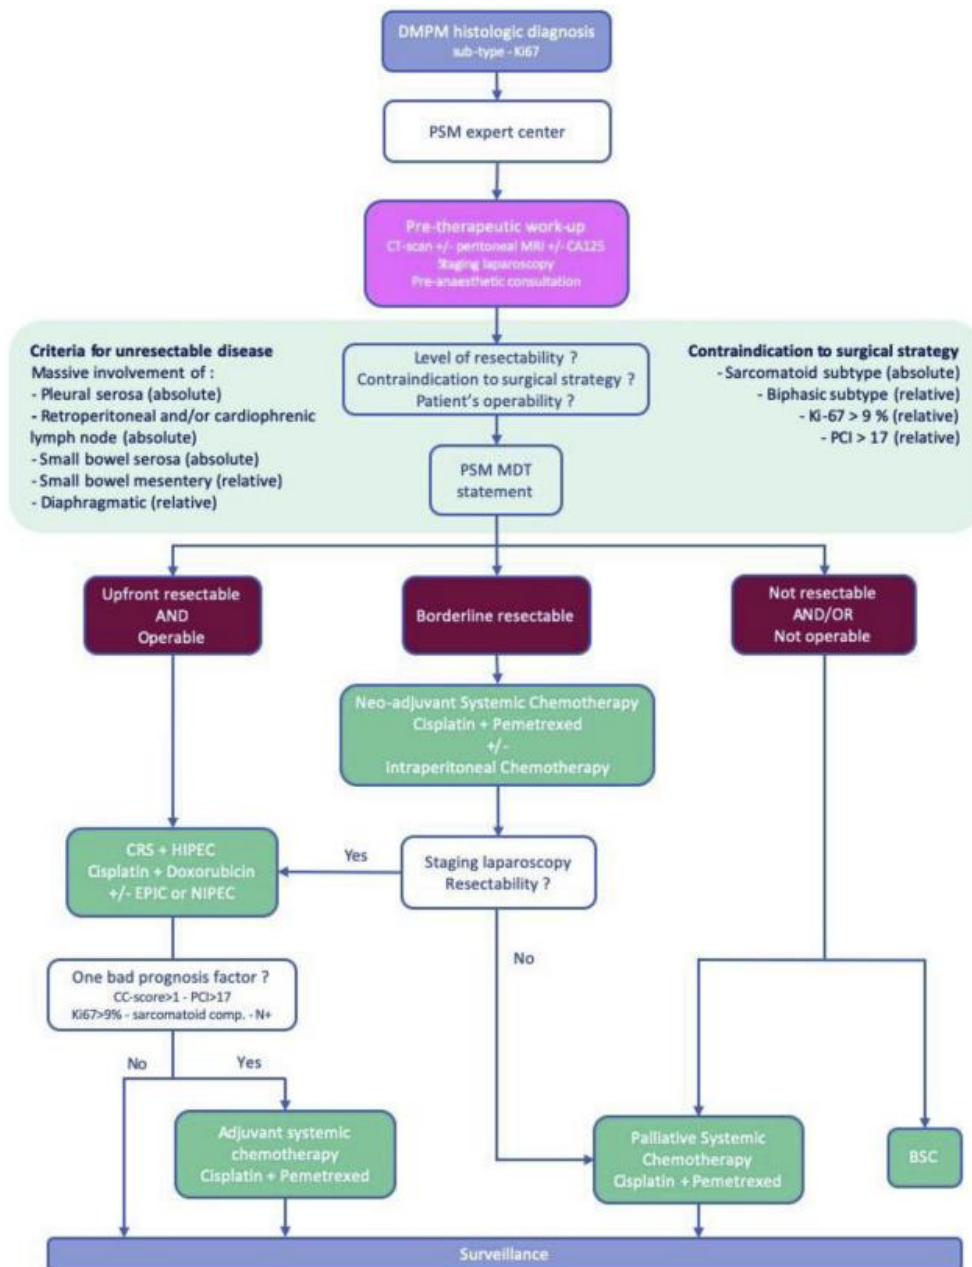 DMPM histologic diagnosis
sub-type - Ki67
PSM expert center
Pre-therapeutic work-up
CT-scan +/- peritoneal MRI +/- CA125
Staging laparoscopy
Pre-anaesthetic consultation
Criteria for unresectable disease
Massive involvement of :
- Pleural serosa (absolute)
- Retroperitoneal and/or cardiophrenic
lymph node (absolute)
- Small bowel serosa (absolute)
- Small bowel mesentery (relative)
- Diaphragmatic (relative)
Level of resectability ?
Contraindication to surgical strategy ?
Patient's operability ?
Contraindication to surgical strategy
- Sarcomatoid subtype (absolute)
- Biphasic subtype (relative)
- Ki-67 > 9 % (relative)
- PCI > 17 (relative)
PSM MDT
statement
Upfront resectable
AND
Operable
Borderline resectable
Not resectable
AND/OR
Not operable
Neo-adjuvant Systemic Chemotherapy
Cisplatin + Pemetrexed
+/-
Intraperitoneal Chemotherapy
CRS + HIPEC
Cisplatin + Doxorubicin
+/- EPIC or NIPEC
Yes
Staging laparoscopy
Resectability ?
No
One bad prognosis factor ?
CC-score>1 - PCI>17
Ki67>9% - sarcomatoid comp. - N+
No
Yes
Adjuvant systemic
chemotherapy
Cisplatin + Pemetrexed
Palliative Systemic
Chemotherapy
Cisplatin + Pemetrexed
BSC
Surveillance